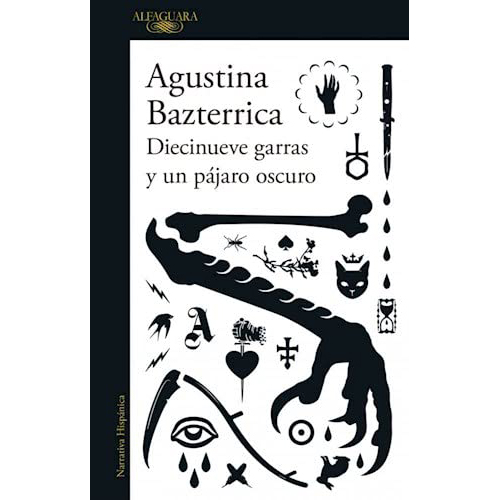 ALFAGUARA
Agustina
Bazterrica
Diecinueve garras
y un pájaro oscuro
A
Narrativa Hispánica